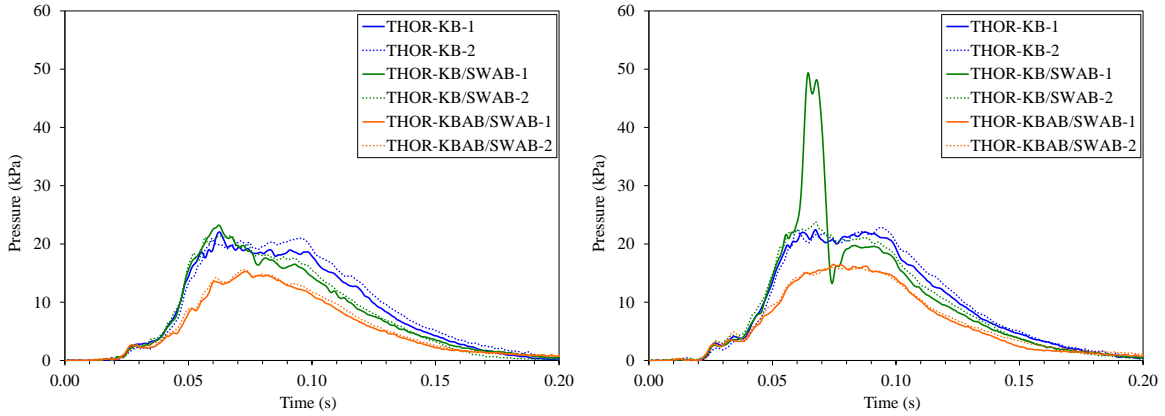 60
50
40
30
20
10
0
Pressure (kPa)
0.00 0.05 0.10 0.15 0.20
Time (s)
THOR-KB-1
THOR-KB-2
THOR-KB/SWAB-1
THOR-KB/SWAB-2
THOR-KBAB/SWAB-1
THOR-KBAB/SWAB-2
60
50
40
30
20
10
0
Pressure (kPa)
0.00 0.05 0.10 0.15 0.20
Time (s)
THOR-KB-1
THOR-KB-2
THOR-KB/SWAB-1
THOR-KB/SWAB-2
THOR-KBAB/SWAB-1
THOR-KBAB/SWAB-2